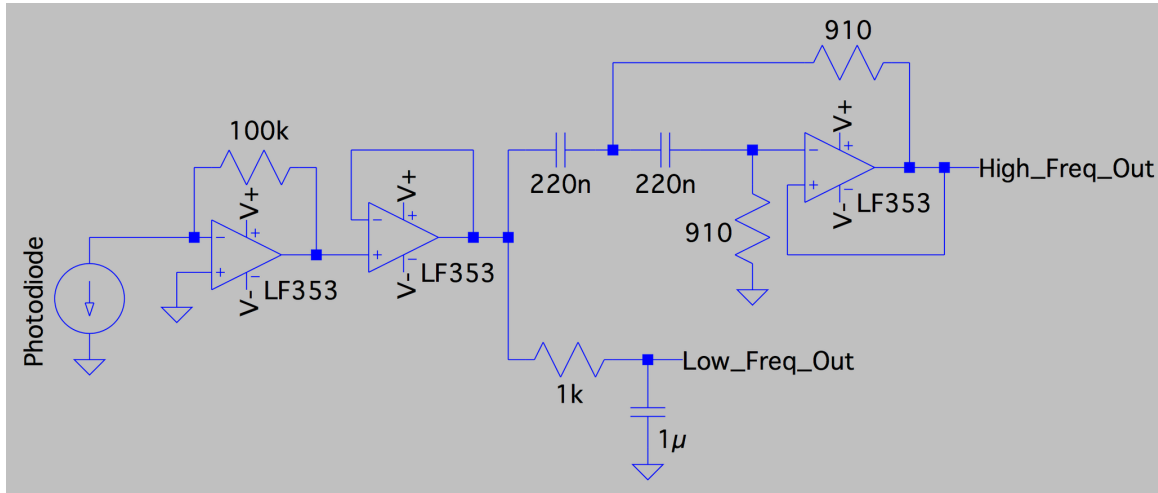 910
100k
V+
V+
V+
220n
220n
High_Freq_Out
V-
LF353
910
Photodiode
V-
LF353
V-
LF353
Low_Freq_Out
1k
1µ